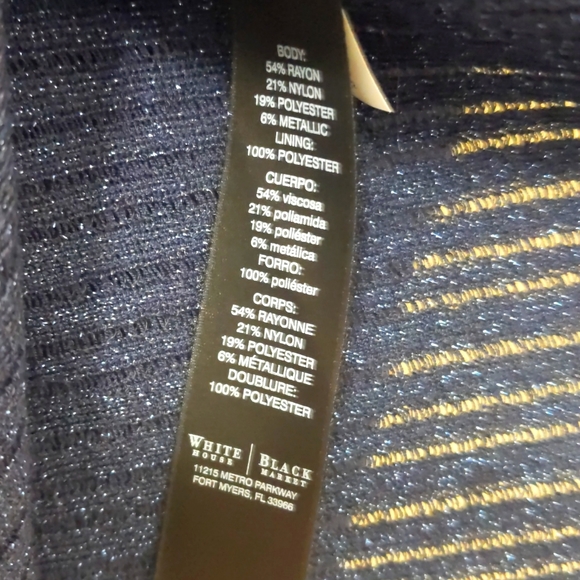 BODY:
54% RAYON
21% NYLON
19% POLYESTER
6% METALLIC
LINING:
100% POLYESTER
CUERPO:
54% viscosa
21% poliamida
19% poliéster
6% metálica
FORRO:
100% poliéster
CORPS:
54% RAYONNE
21% NYLON
19% POLYESTER
6% MÉTALLIQUE
DOUBLURE:
100% POLYESTER
WHITE | BLACK
HOUSE | MARKET
11215 METRO PARKWAY
FORT MYERS, FL 33966